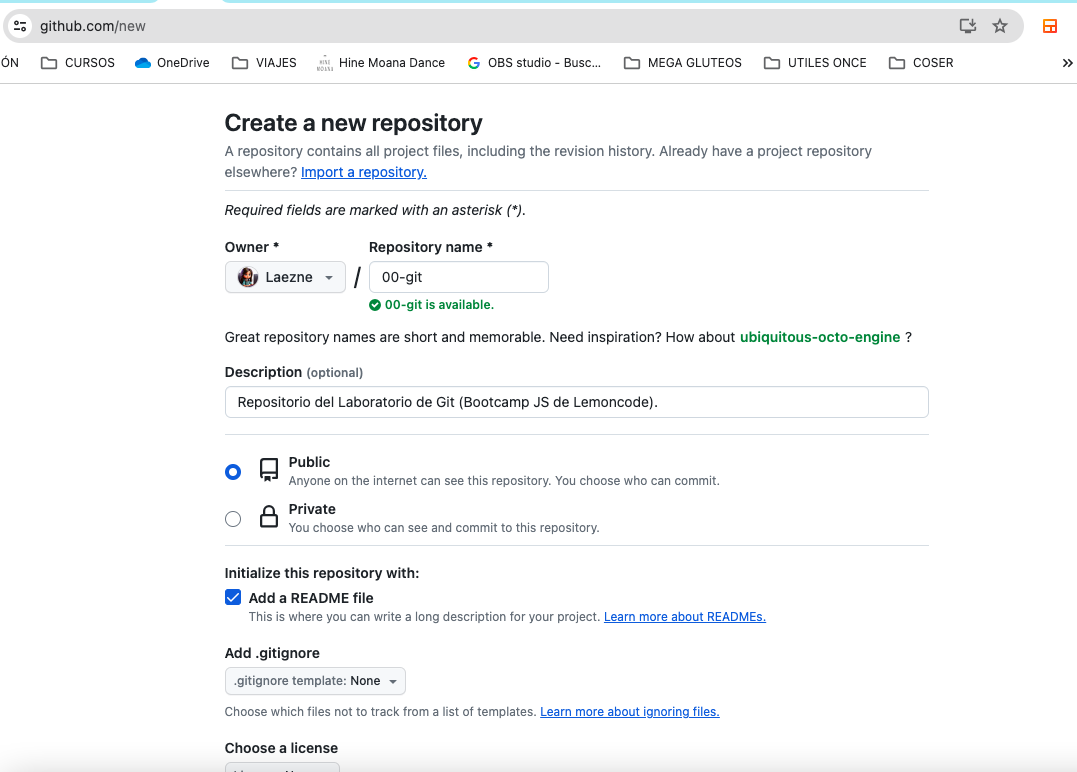 github.com/new
ÓN CURSOS OneDrive VIAJES HINE MOANA Hine Moana Dance OBS studio - Busc... MEGA GLUTEOS UTILES ONCE COSER »
Create a new repository
A repository contains all project files, including the revision history. Already have a project repository
elsewhere? Import a repository.
Required fields are marked with an asterisk (*).
Owner * Repository name *
Laezne / 00-git
00-git is available.
Great repository names are short and memorable. Need inspiration? How about ubiquitous-octo-engine ?
Description (optional)
Repositorio del Laboratorio de Git (Bootcamp JS de Lemoncode).
Public
Anyone on the internet can see this repository. You choose who can commit.
Private
You choose who can see and commit to this repository.
Initialize this repository with:
Add a README file
This is where you can write a long description for your project. Learn more about READMEs.
Add .gitignore
.gitignore template: None
Choose which files not to track from a list of templates. Learn more about ignoring files.
Choose a license